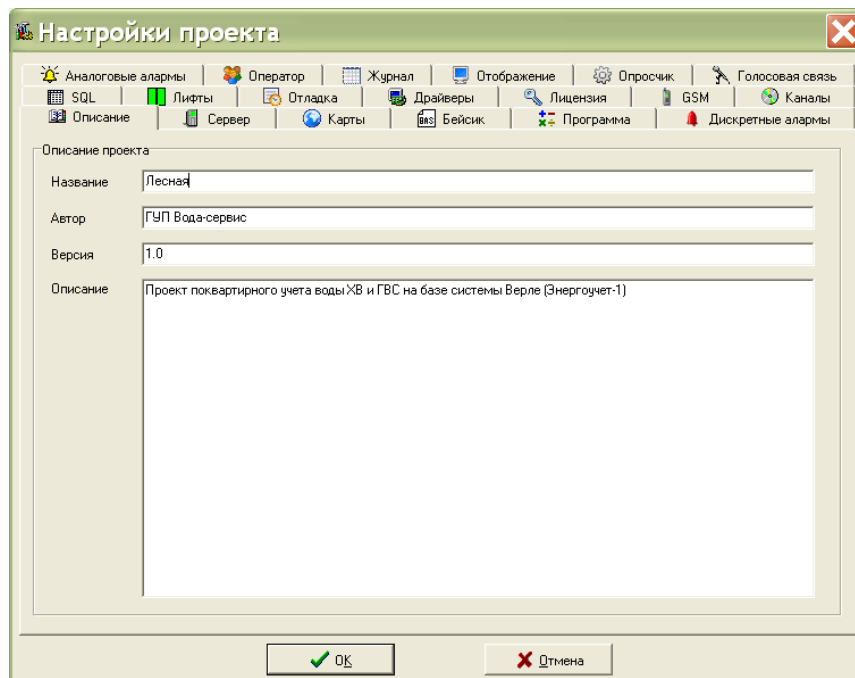 Настройки проекта
Аналоговые алармы Оператор Журнал Отображение Опросчик Голосовая связь
SQL Лифты Отладка Драйверы Лицензия GSM Каналы
Описание Сервер Карты BAS Бейсик Программа Дискретные алармы
Описание проекта
Название Лесная
Автор ГУП Вода-сервис
Версия 1.0
Описание Проект поквартирного учета воды ХВ и ГВС на базе системы Верле (Энергоучет-1)
OK Отмена